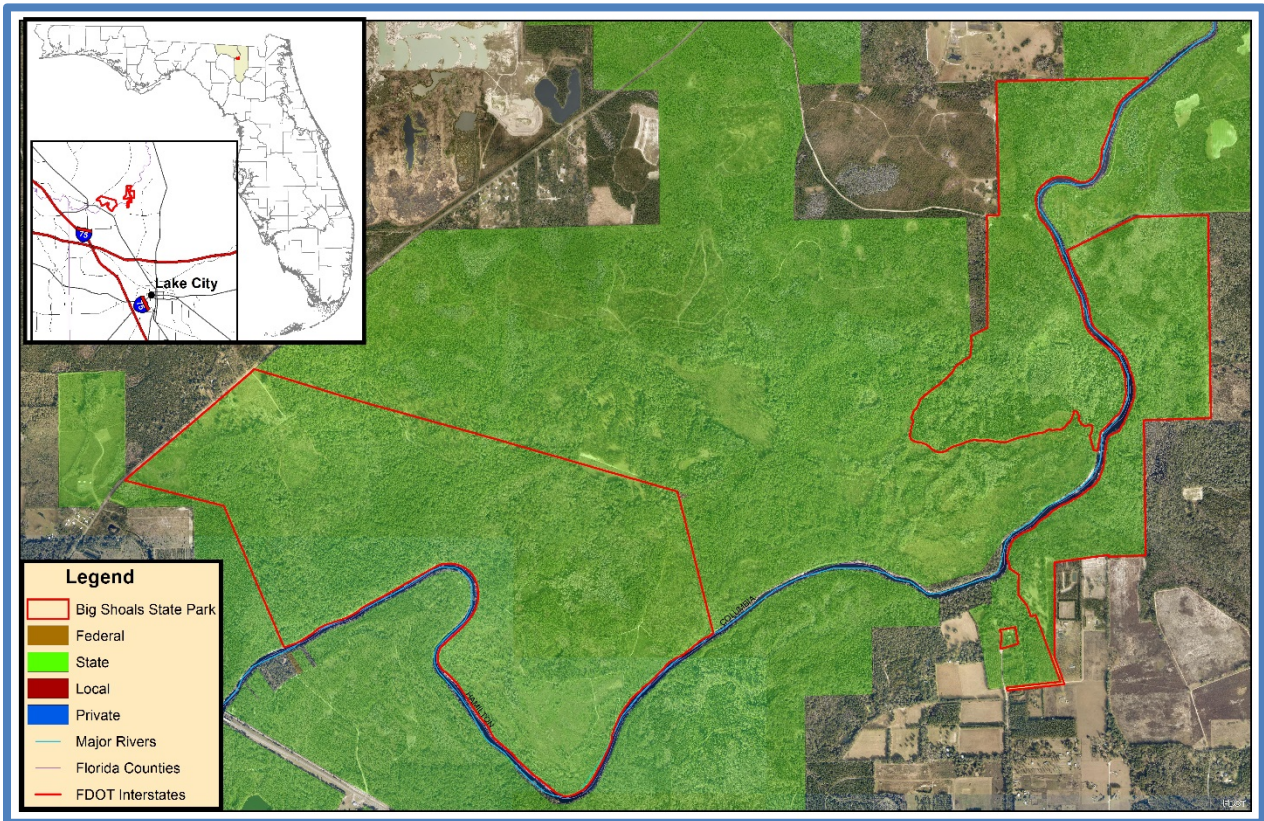 75
Lake City
COLUMBIA
HAMILTON
Legend
Big Shoals State Park
Federal
State
Local
Private
Major Rivers
Florida Counties
FDOT Interstates
FDOT